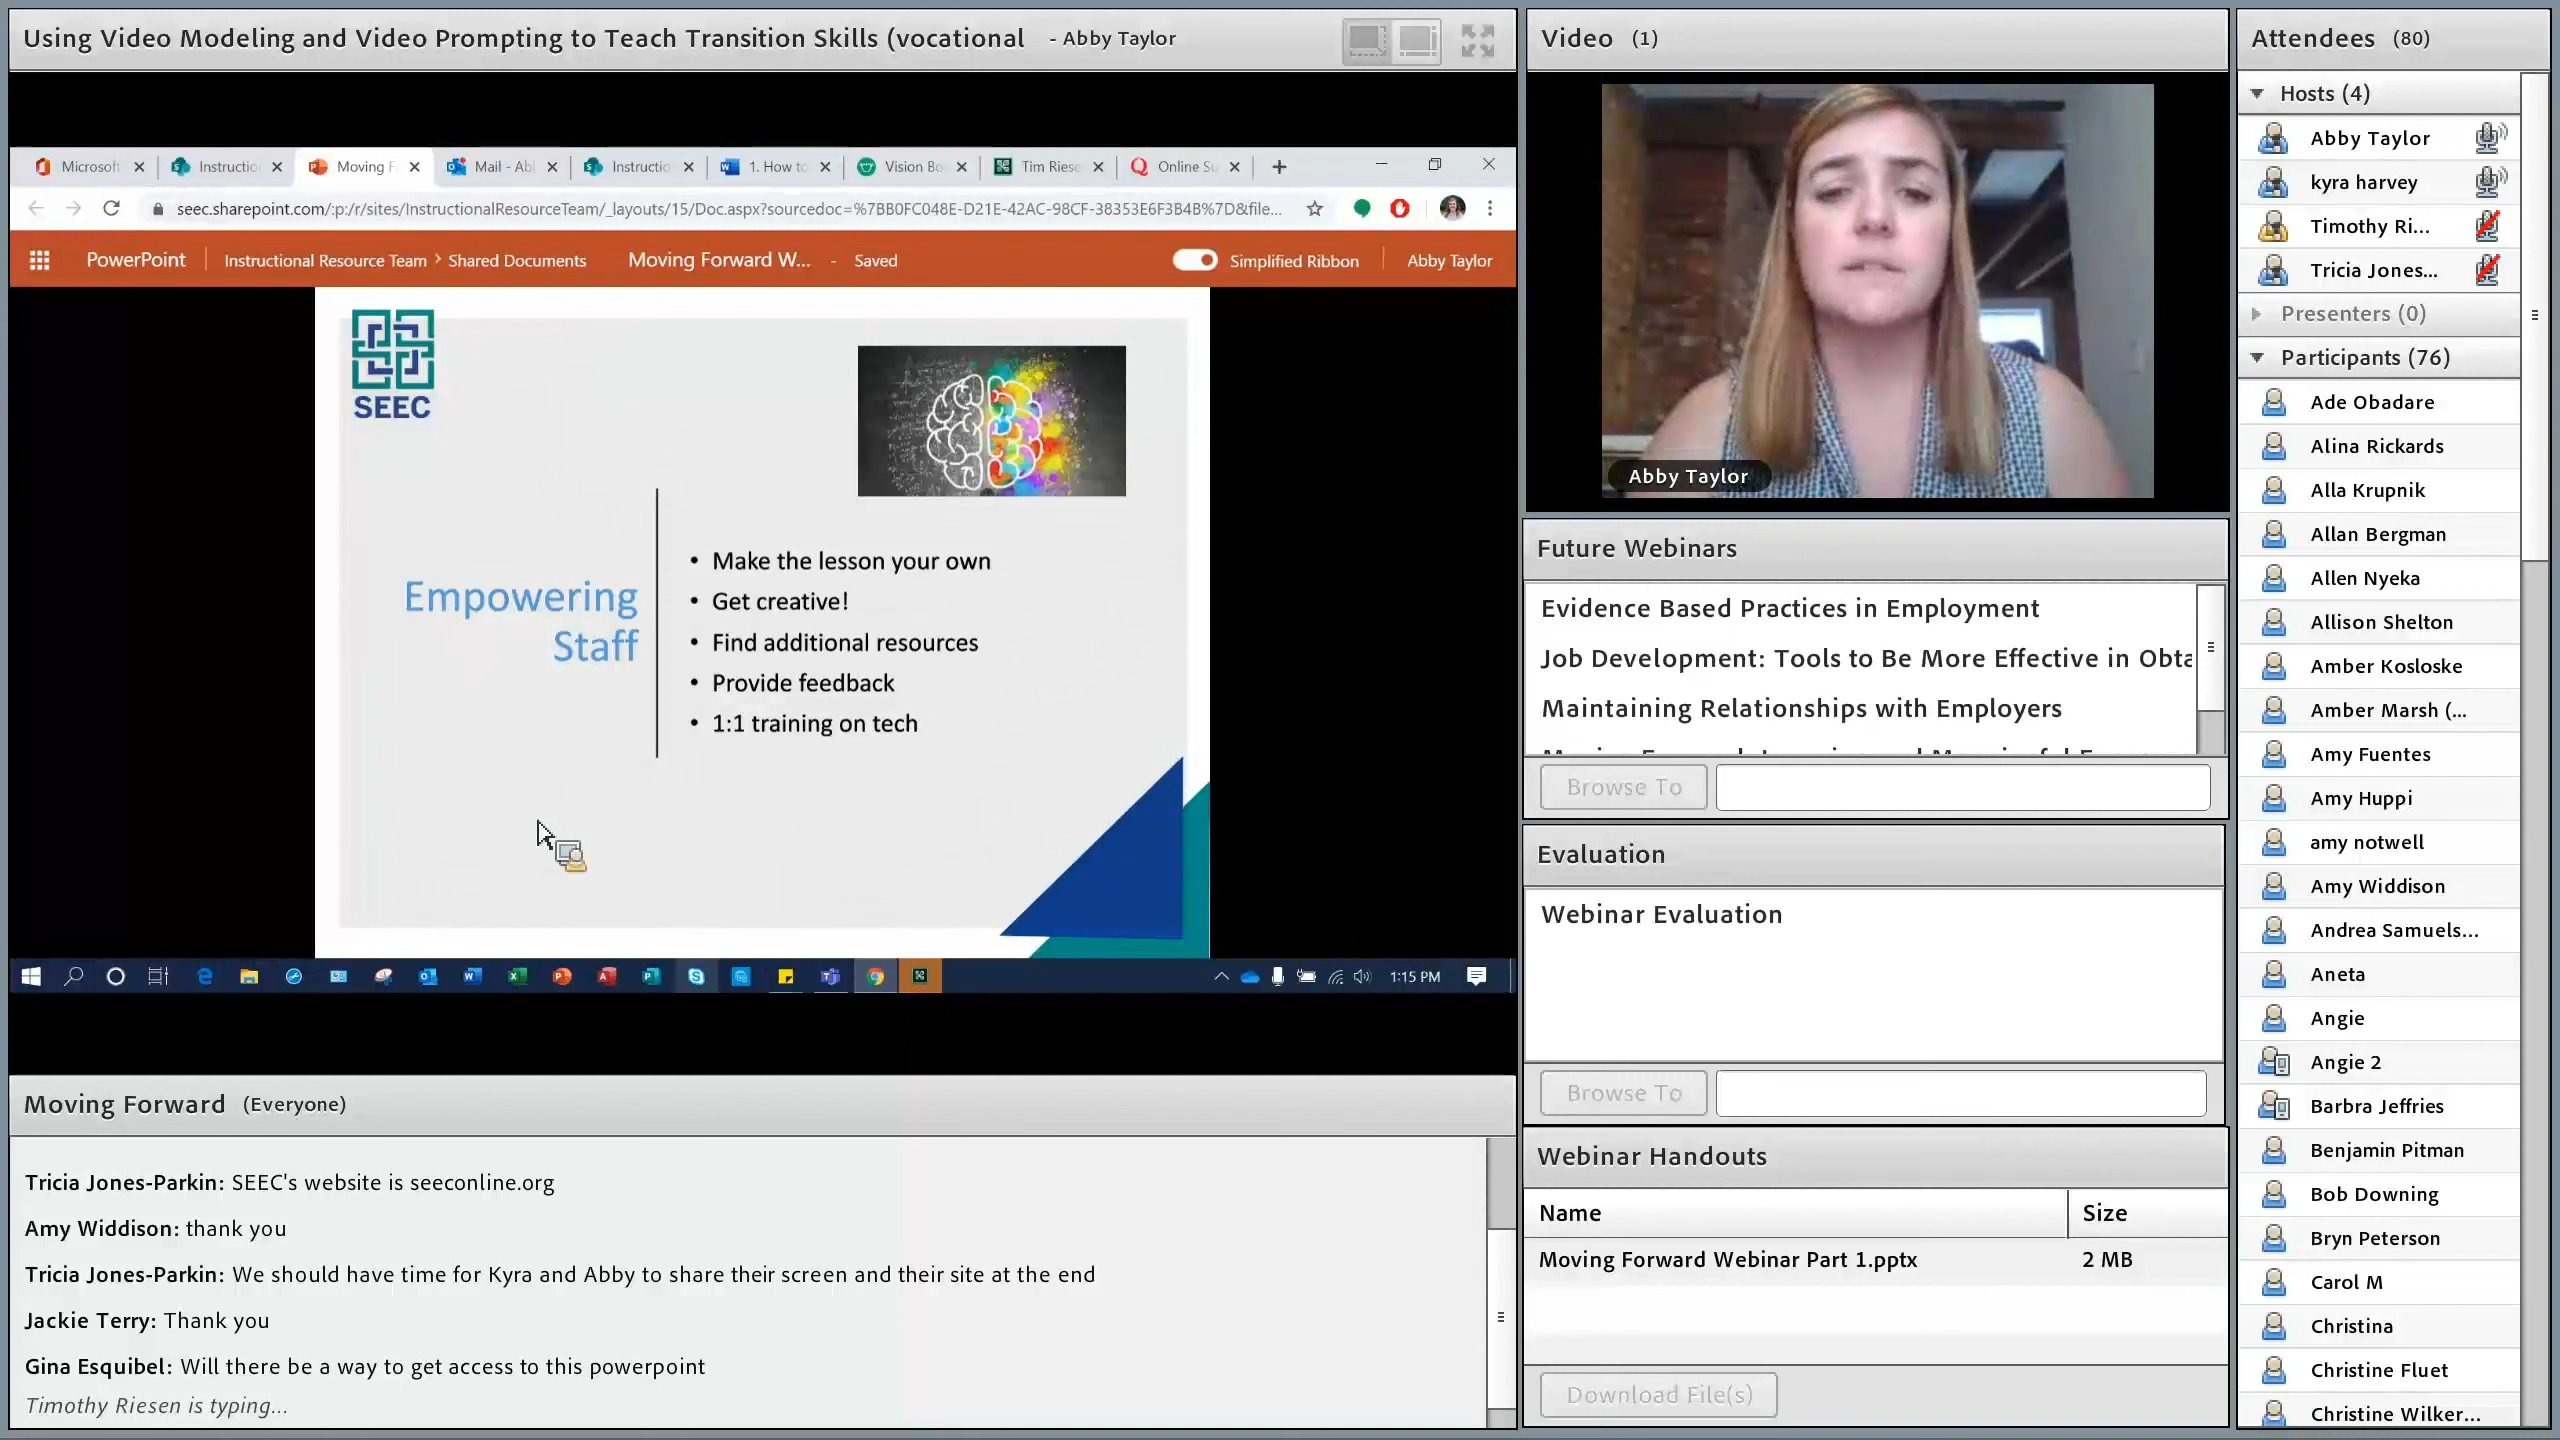 Using Video Modeling and Video Prompting to Teach Transition Skills (vocational - Abby Taylor
Microsoft
Instructio
Moving F
Mail - Ab
Instructio
1. How to
Vision Bo
Tim Riese
Online Su
seec.sharepoint.com/:p:/r/sites/InstructionalResourceTeam/_layouts/15/Doc.aspx?sourcedoc=%7BB0FC048E-D21E-42AC-98CF-38353E6F3B4B%7D&file...
PowerPoint Instructional Resource Team > Shared Documents Moving Forward W... - Saved Simplified Ribbon Abby Taylor
SEEC
Empowering
Staff
• Make the lesson your own
• Get creative!
• Find additional resources
• Provide feedback
• 1:1 training on tech
1:15 PM
Moving Forward (Everyone)
Tricia Jones-Parkin: SEEC's website is seeconline.org
Amy Widdison: thank you
Tricia Jones-Parkin: We should have time for Kyra and Abby to share their screen and their site at the end
Jackie Terry: Thank you
Gina Esquibel: Will there be a way to get access to this powerpoint
Timothy Riesen is typing...
Video (1)
Abby Taylor
Future Webinars
Evidence Based Practices in Employment
Job Development: Tools to Be More Effective in Obta
Maintaining Relationships with Employers
Browse To
Evaluation
Webinar Evaluation
Browse To
Webinar Handouts
Name Size
Moving Forward Webinar Part 1.pptx 2 MB
Download File(s)
Attendees (80)
Hosts (4)
Abby Taylor
kyra harvey
Timothy Ri...
Tricia Jones...
Presenters (0)
Participants (76)
Ade Obadare
Alina Rickards
Alla Krupnik
Allan Bergman
Allen Nyeka
Allison Shelton
Amber Kosloske
Amber Marsh (...
Amy Fuentes
Amy Huppi
amy notwell
Amy Widdison
Andrea Samuels...
Aneta
Angie
Angie 2
Barbra Jeffries
Benjamin Pitman
Bob Downing
Bryn Peterson
Carol M
Christina
Christine Fluet
Christine Wilker...